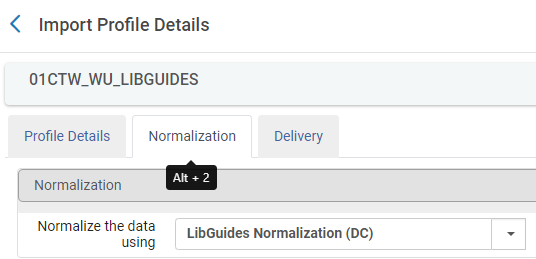 Import Profile Details
01CTW_WU_LIBGUIDES
Profile Details Normalization Delivery
Alt + 2
Normalization
Normalize the data using LibGuides Normalization (DC)